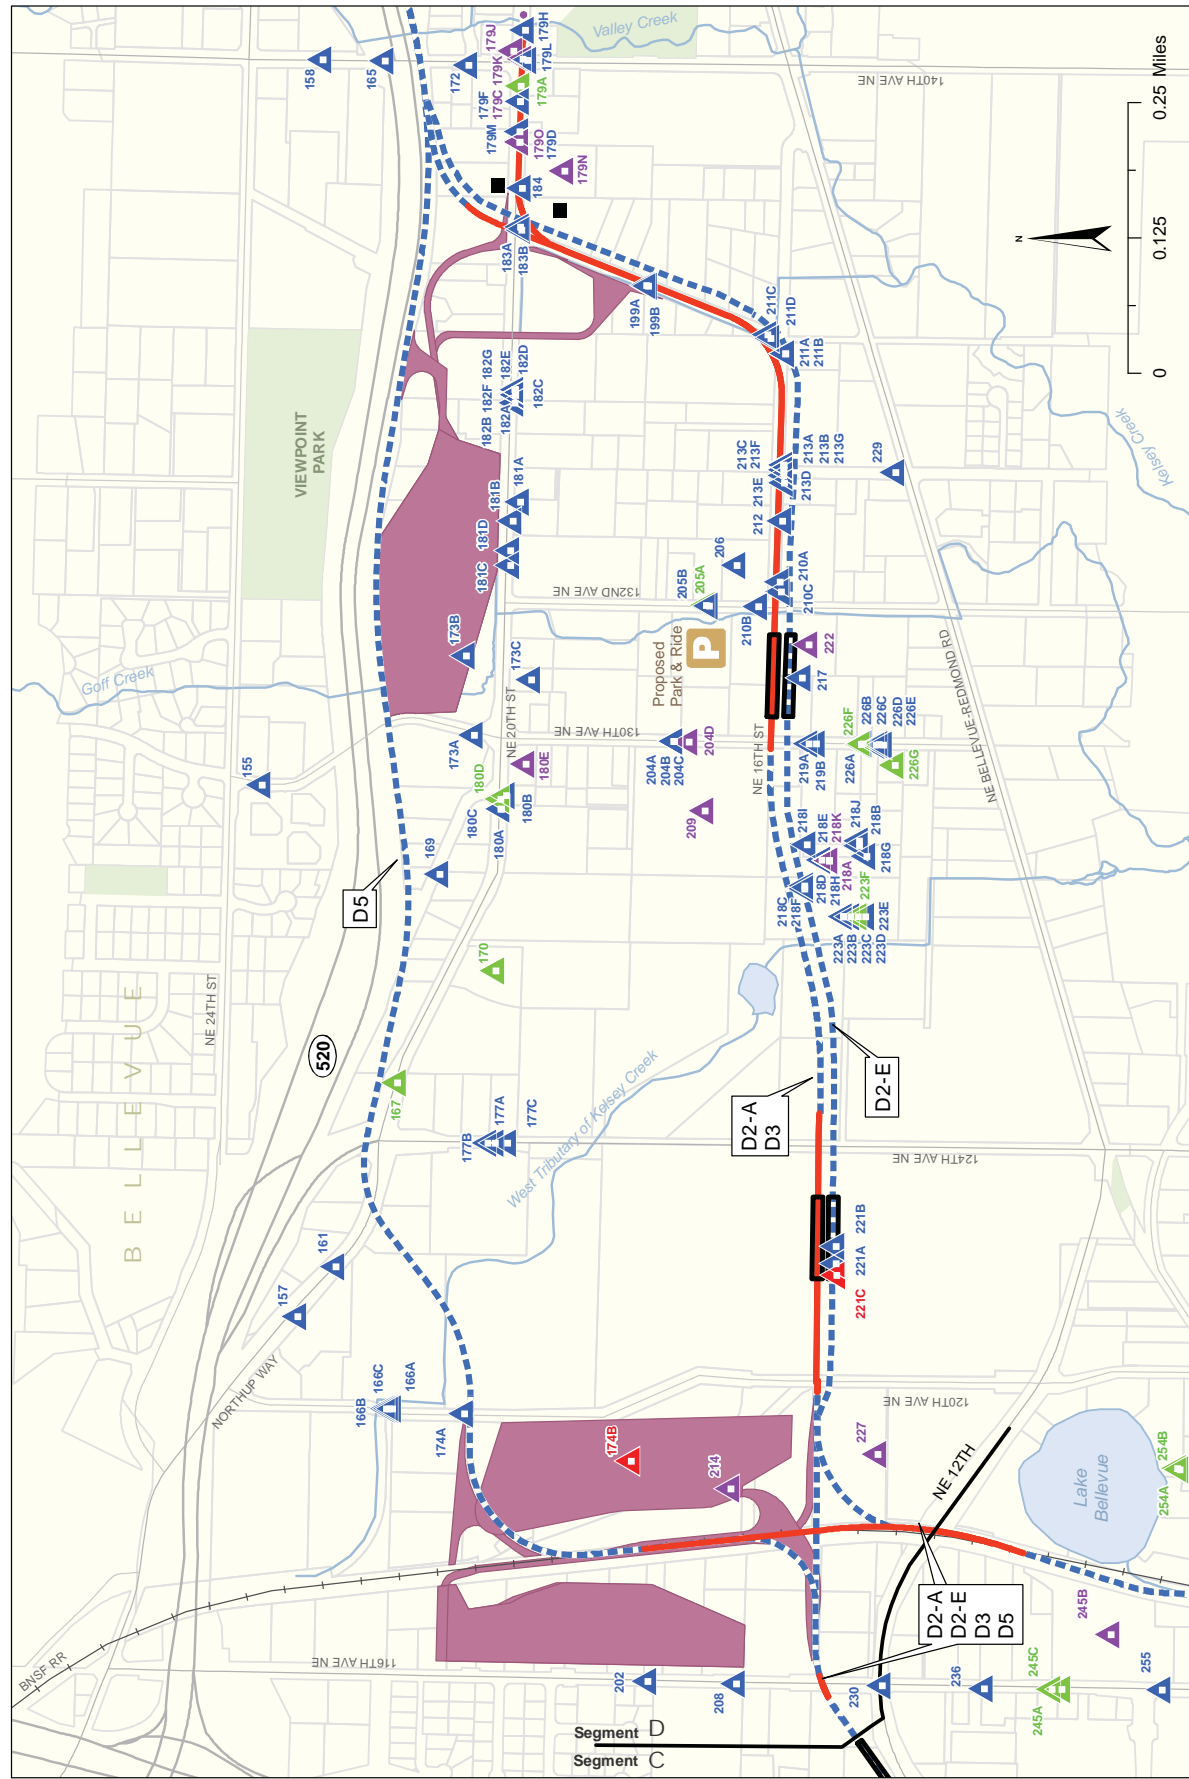 Valley Creek
140TH AVE NE
158
165
172
179J
179H
179K
179L
179F
179C
179A
179M
179O
179D
179N
184
183A
183B
199A
199B
211C
211D
211A
211B
0.25 Miles
0.125
0
N
VIEWPOINT
PARK
182B 182F 182G
182A 182E 182D
182C
181A
181B
181D
181C
213C
213F
213A
213B
213G
213E
213D
212
229
Kelsey Creek
206
205B
205A
132ND AVE NE
210A
210C
210B
Proposed
Park & Ride
P
222
217
173B
173C
173A
Goff Creek
NE 20TH ST
130TH AVE NE
NE 16TH ST
NE BELLEVUE-REDMOND RD
155
180E
180D
180C
180B
180A
204A
204B
204C
204D
209
219A
219B
226F
226A
226B
226C
226D
226E
226G
169
D5
218I
218E
218K
218J
218B
218G
218A
218D
218H
218C
218F
223F
223E
223A
223B
223C
223D
170
167
NE 24TH ST
BELLEVUE
520
177B
177A
177C
West Tributary of Kelsey Creek
D2-A
D3
D2-E
124TH AVE NE
221B
221A
221C
161
157
NORTHUP WAY
166B
166C
166A
174A
174B
214
227
120TH AVE NE
NE 12TH
Lake
Bellevue
254B
254A
D2-A
D2-E
D3
D5
BNSF RR
116TH AVE NE
202
208
230
236
245C
245A
245B
255
Segment D
Segment C